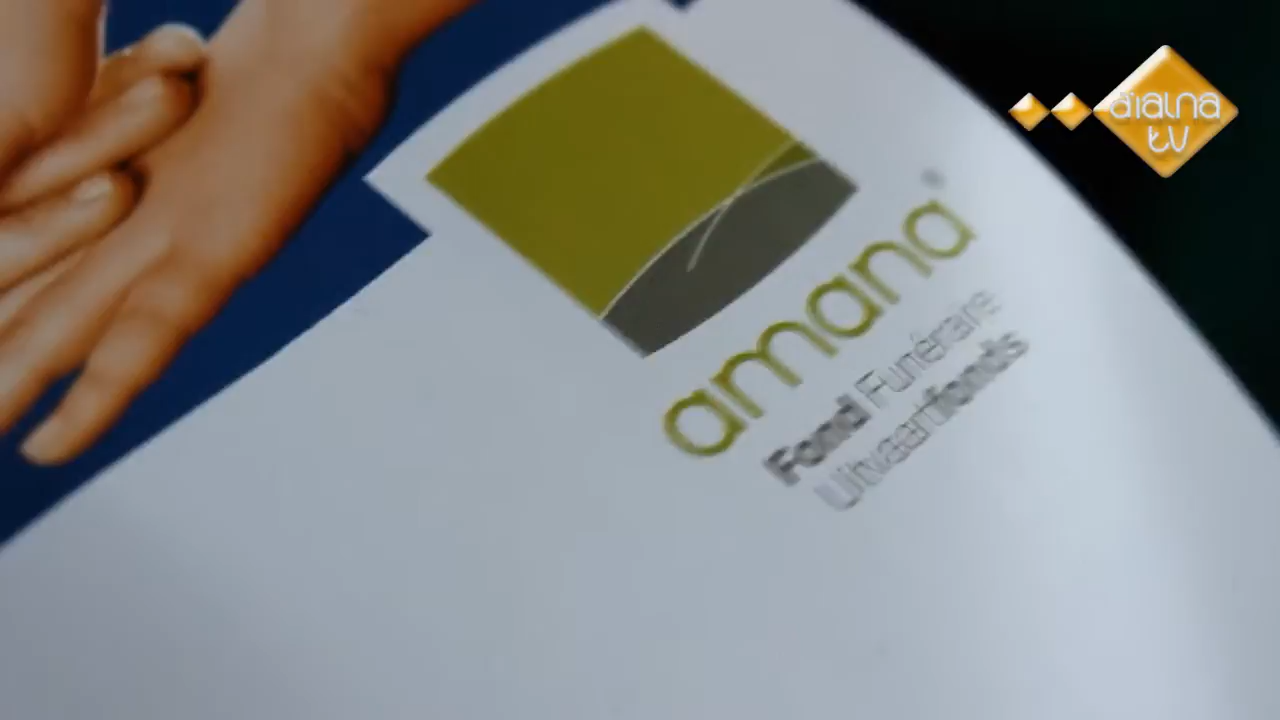 dialna
tv
amana®
Fond Funéraire
Uitvaartfonds